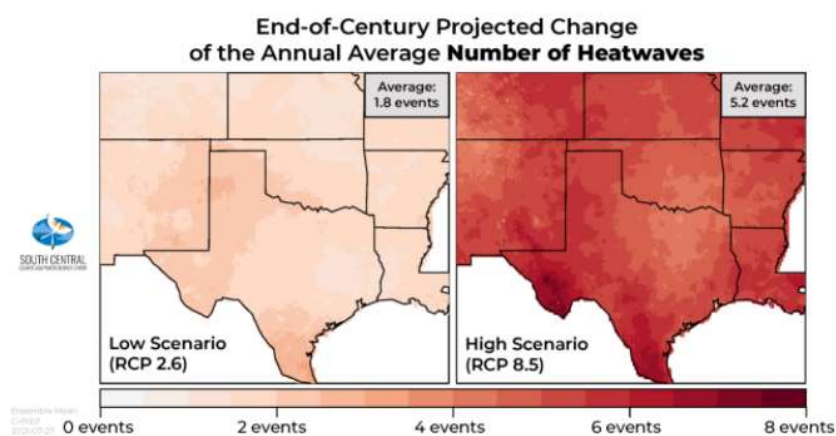 End-of-Century Projected Change
of the Annual Average Number of Heatwaves
Average:
1.8 events
Average:
5.2 events
SOUTH CENTRAL
Low Scenario
(RCP 2.6)
High Scenario
(RCP 8.5)
Ensemble Mean
0 events
2 events
4 events
6 events
8 events